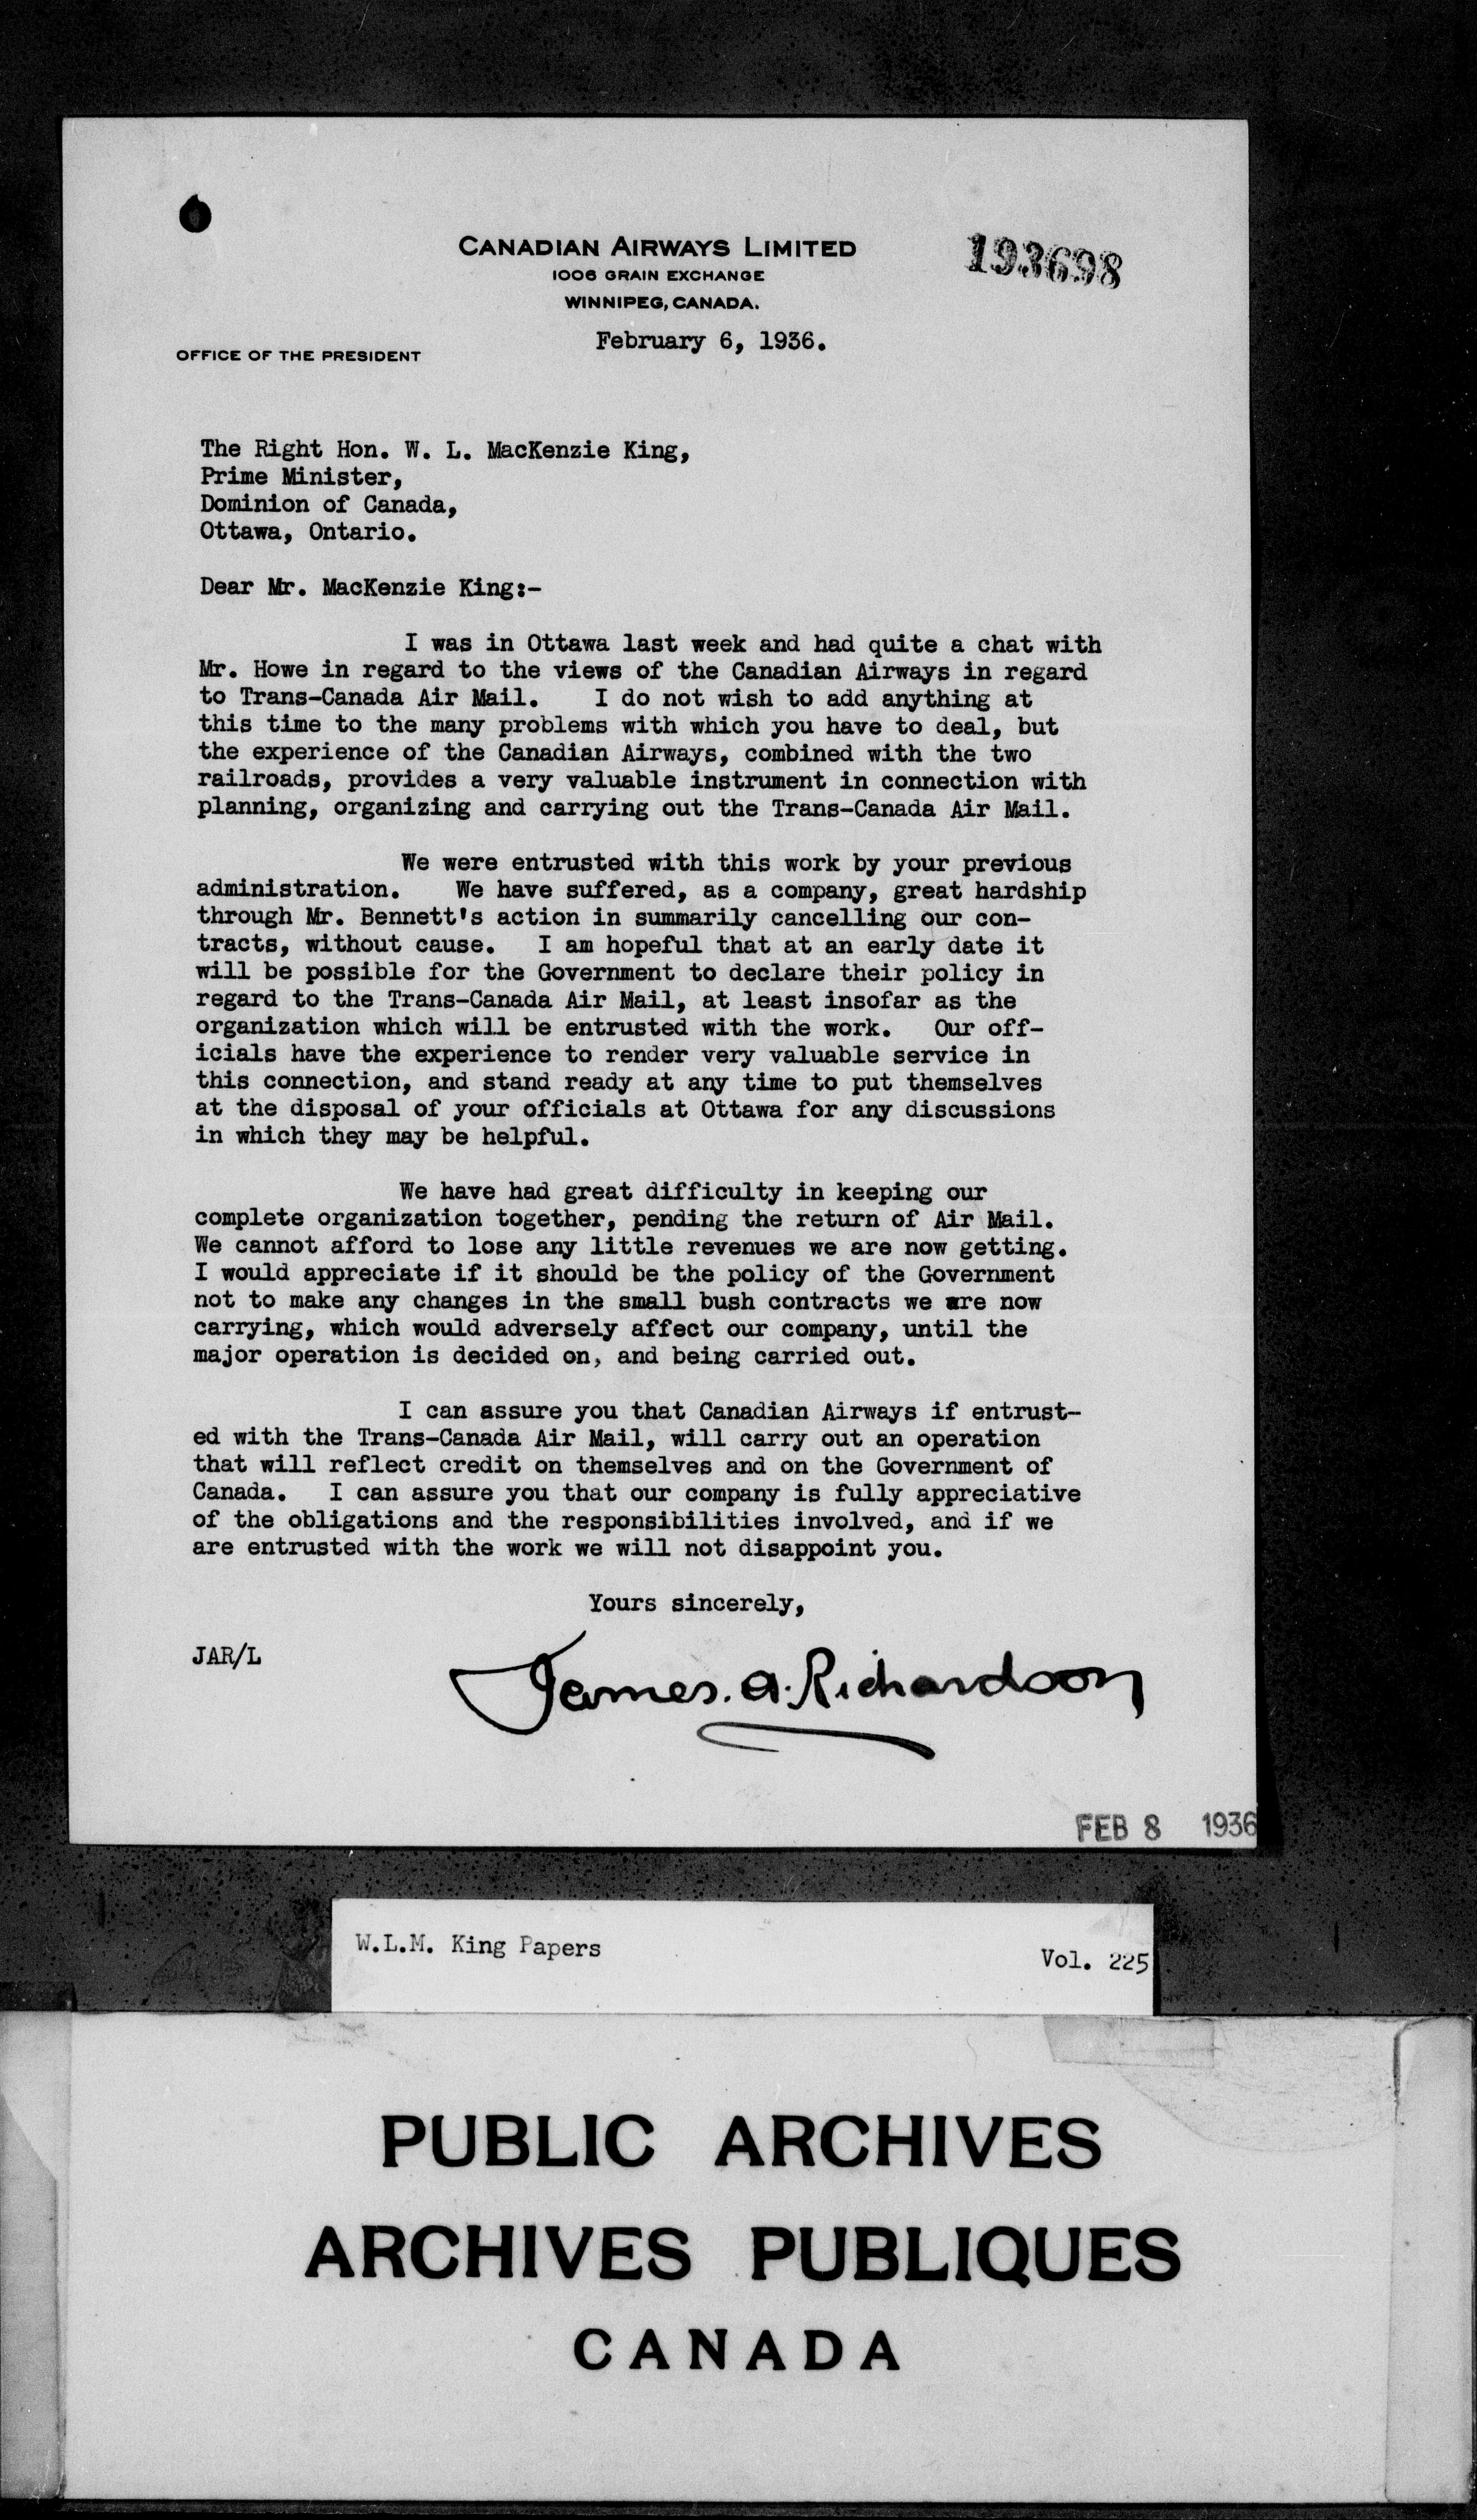 CANADIAN AIRWAYS LIMITED
1006 GRAIN EXCHANGE
WINNIPEG, CANADA.
193698
February 6, 1936.
OFFICE OF THE PRESIDENT
The Right Hon. W. L. MacKenzie King,
Prime Minister,
Dominion of Canada,
Ottawa, Ontario.
Dear Mr. MacKenzie King:-
I was in Ottawa last week and had quite a chat with
Mr. Howe in regard to the views of the Canadian Airways in regard
to Trans-Canada Air Mail. I do not wish to add anything at
this time to the many problems with which you have to deal, but
the experience of the Canadian Airways, combined with the two
railroads, provides a very valuable instrument in connection with
planning, organizing and carrying out the Trans-Canada Air Mail.
We were entrusted with this work by your previous
administration. We have suffered, as a company, great hardship
through Mr. Bennett's action in summarily cancelling our con-
tracts, without cause. I am hopeful that at an early date it
will be possible for the Government to declare their policy in
regard to the Trans-Canada Air Mail, at least insofar as the
organization which will be entrusted with the work. Our off-
icials have the experience to render very valuable service in
this connection, and stand ready at any time to put themselves
at the disposal of your officials at Ottawa for any discussions
in which they may be helpful.
We have had great difficulty in keeping our
complete organization together, pending the return of Air Mail.
We cannot afford to lose any little revenues we are now getting.
I would appreciate if it should be the policy of the Government
not to make any changes in the small bush contracts we are now
carrying, which would adversely affect our company, until the
major operation is decided on, and being carried out.
I can assure you that Canadian Airways if entrust-
ed with the Trans-Canada Air Mail, will carry out an operation
that will reflect credit on themselves and on the Government of
Canada. I can assure you that our company is fully appreciative
of the obligations and the responsibilities involved, and if we
are entrusted with the work we will not disappoint you.
Yours sincerely,
JAR/L
James. A. Richardson
FEB 8 1936
W.L.M. King Papers
Vol. 225
PUBLIC ARCHIVES
ARCHIVES PUBLIQUES
CANADA